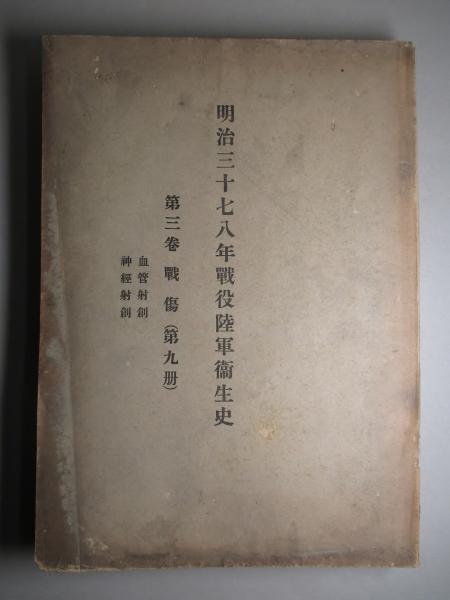 明治三十七八年戰役陸軍衞生史
第三卷 戰傷（第九册）
血管射創
神經射創